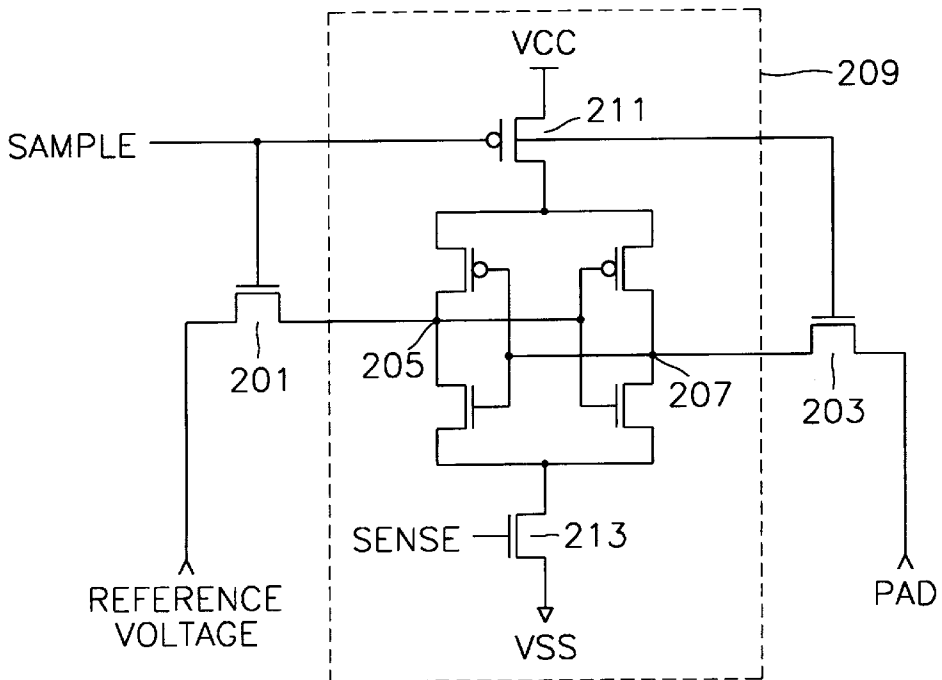 VCC
209
211
SAMPLE
205
207
201
203
SENSE
213
REFERENCE
VOLTAGE
PAD
VSS